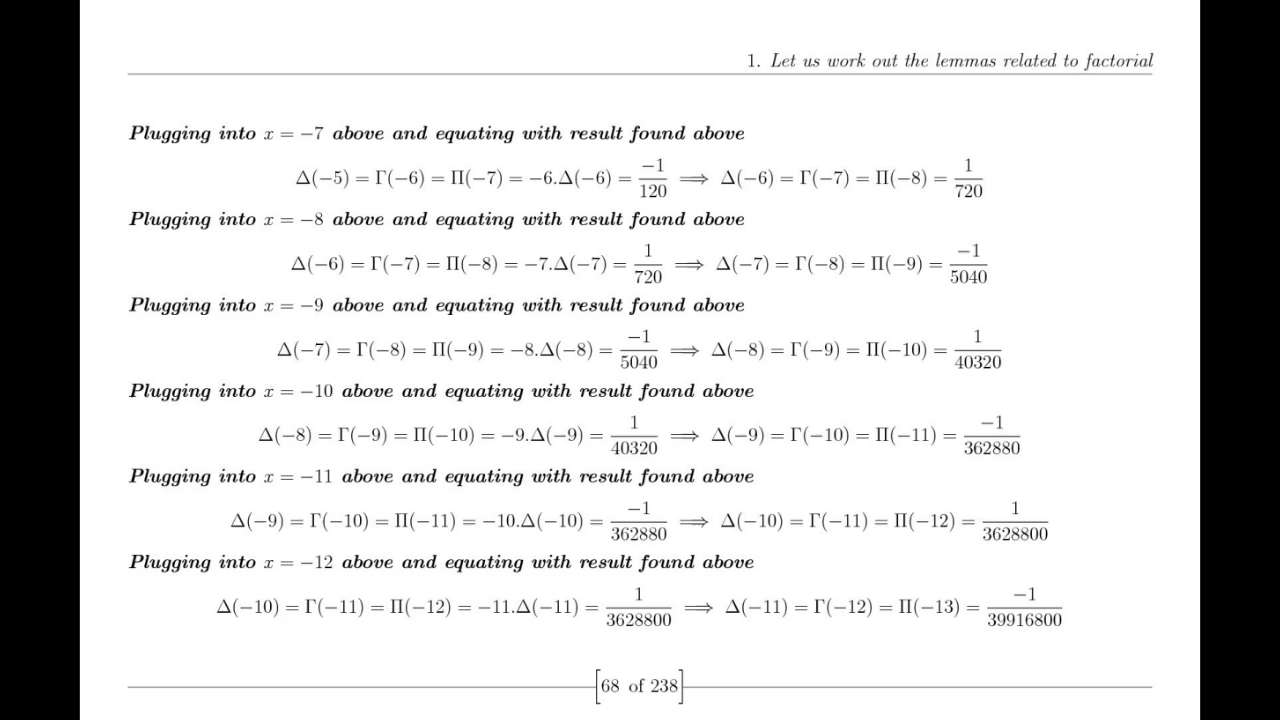 1. Let us work out the lemmas related to factorial
Plugging into x = −7 above and equating with result found above
Δ(−5) = Γ(−6) = Π(−7) = −6.Δ(−6) = −1/120 ⟹ Δ(−6) = Γ(−7) = Π(−8) = 1/720
Plugging into x = −8 above and equating with result found above
Δ(−6) = Γ(−7) = Π(−8) = −7.Δ(−7) = 1/720 ⟹ Δ(−7) = Γ(−8) = Π(−9) = −1/5040
Plugging into x = −9 above and equating with result found above
Δ(−7) = Γ(−8) = Π(−9) = −8.Δ(−8) = −1/5040 ⟹ Δ(−8) = Γ(−9) = Π(−10) = 1/40320
Plugging into x = −10 above and equating with result found above
Δ(−8) = Γ(−9) = Π(−10) = −9.Δ(−9) = 1/40320 ⟹ Δ(−9) = Γ(−10) = Π(−11) = −1/362880
Plugging into x = −11 above and equating with result found above
Δ(−9) = Γ(−10) = Π(−11) = −10.Δ(−10) = −1/362880 ⟹ Δ(−10) = Γ(−11) = Π(−12) = 1/3628800
Plugging into x = −12 above and equating with result found above
Δ(−10) = Γ(−11) = Π(−12) = −11.Δ(−11) = 1/3628800 ⟹ Δ(−11) = Γ(−12) = Π(−13) = −1/39916800
[68 of 238]